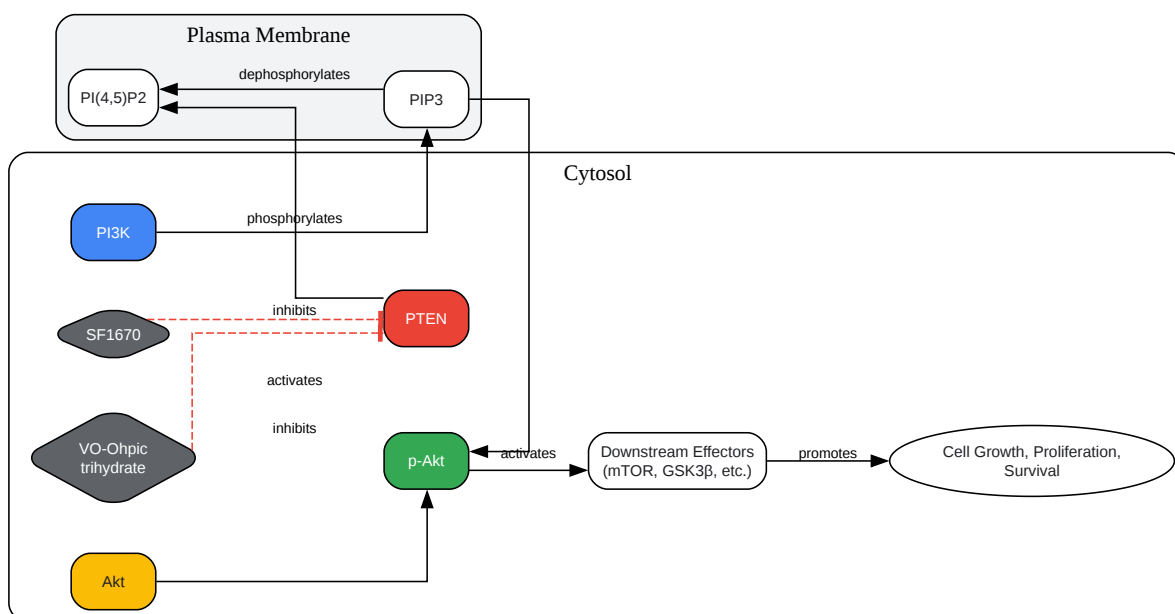 Plasma Membrane
dephosphorylates
PI(4,5)P2
PIP3
Cytosol
PI3K
phosphorylates
inhibits
PTEN
SF1670
activates
inhibits
VO-Ohpic
trihydrate
p-Akt
activates
Downstream Effectors
(mTOR, GSK3β, etc.)
promotes
Cell Growth, Proliferation,
Survival
Akt